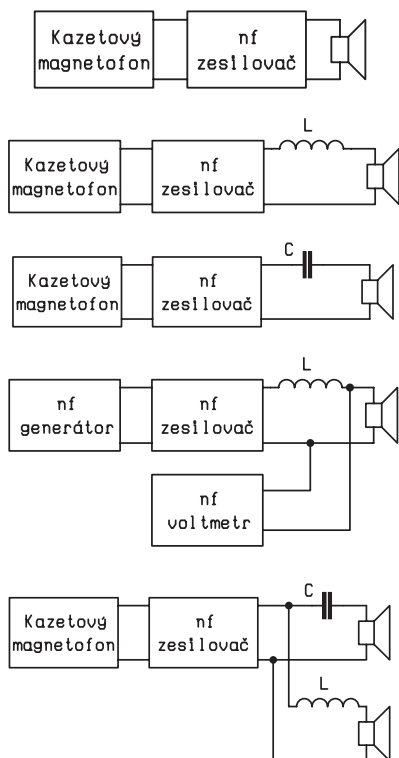 Kazetový
magnetofon
nf
zesilovač
L
Kazetový
magnetofon
nf
zesilovač
C
Kazetový
magnetofon
nf
zesilovač
L
nf
generátor
nf
zesilovač
nf
voltmetr
C
Kazetový
magnetofon
nf
zesilovač
L